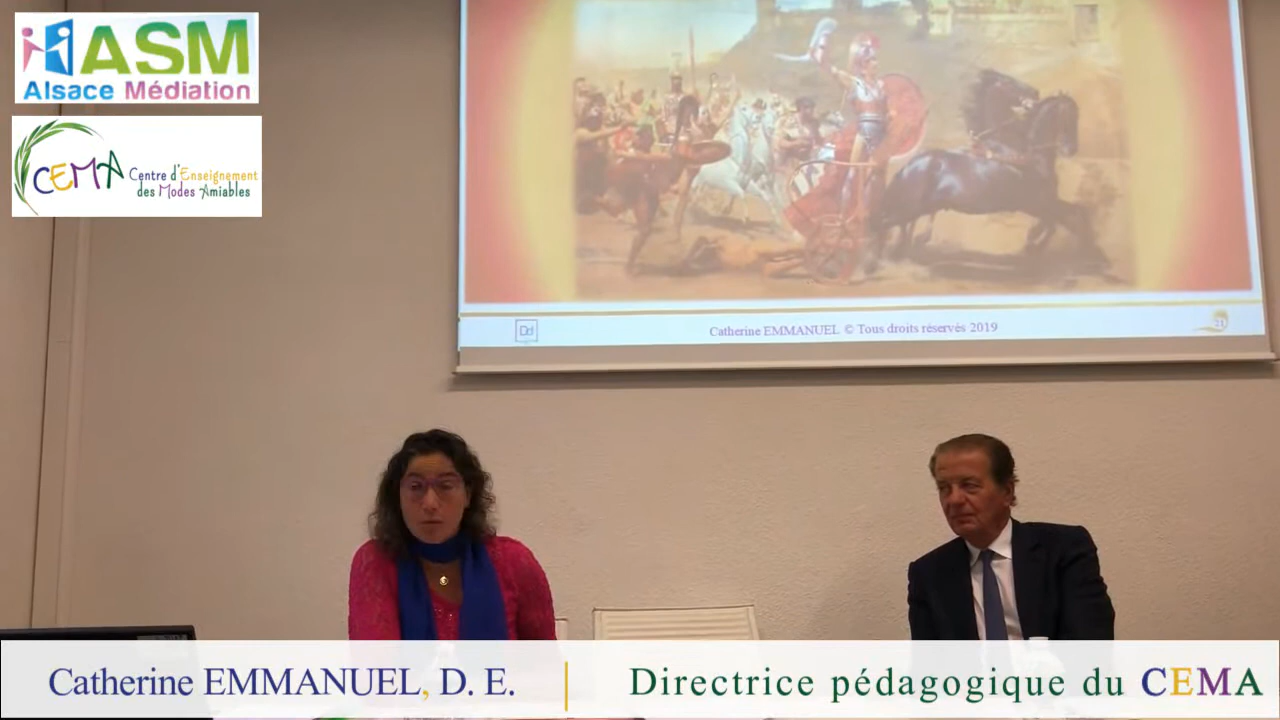 ASM
Alsace Médiation
CEMA Centre d'Enseignement
des Modes Amiables
Dd
Catherine EMMANUEL © Tous droits réservés 2019
21
Catherine EMMANUEL, D. E. | Directrice pédagogique du CEMA